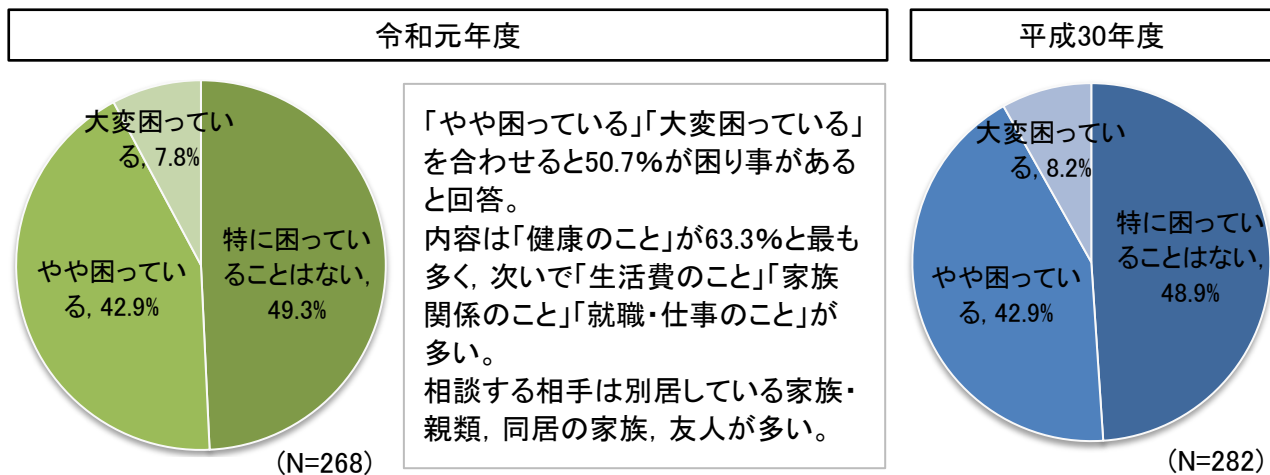 令和元年度
大変困ってい
る, 7.8%
特に困ってい
ることはない,
49.3%
やや困ってい
る, 42.9%
(N=268)
「やや困っている」「大変困っている」
を合わせると50.7%が困り事がある
と回答。
内容は「健康のこと」が63.3%と最も
多く, 次いで「生活費のこと」「家族
関係のこと」「就職・仕事のこと」が
多い。
相談する相手は別居している家族・
親類, 同居の家族, 友人が多い。
平成30年度
大変困ってい
る, 8.2%
特に困ってい
ることはない,
48.9%
やや困ってい
る, 42.9%
(N=282)